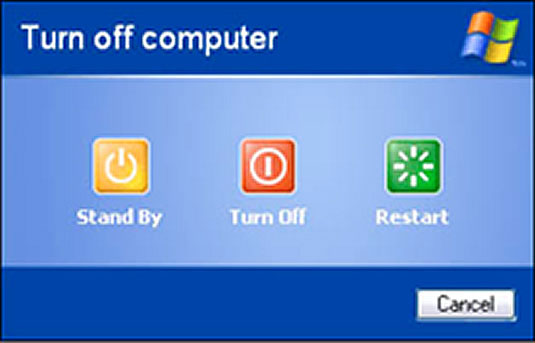 Turn off computer
Stand By
Turn Off
Restart
Cancel